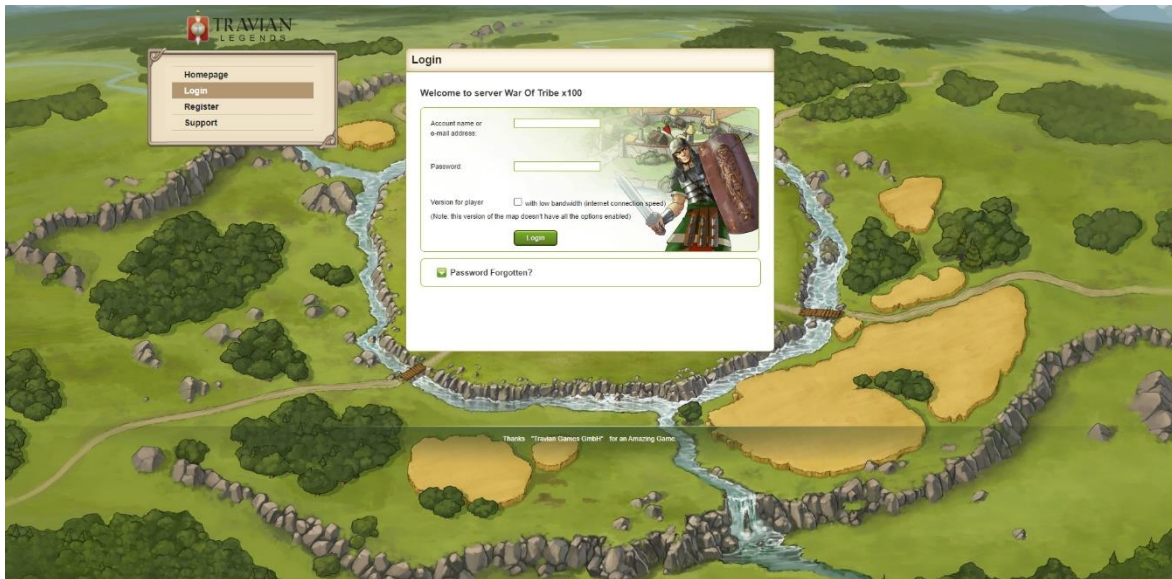 TRAVIAN
LEGENDS
Homepage
Login
Register
Support
Login
Welcome to server War Of Tribe x100
Account name or
e-mail address:
Password:
Version for player
with low bandwidth (internet connection speed)
(Note: this version of the map doesn't have all the options enabled)
Login
Password Forgotten?
Thanks "Travian Games GmbH" for an Amazing Game.